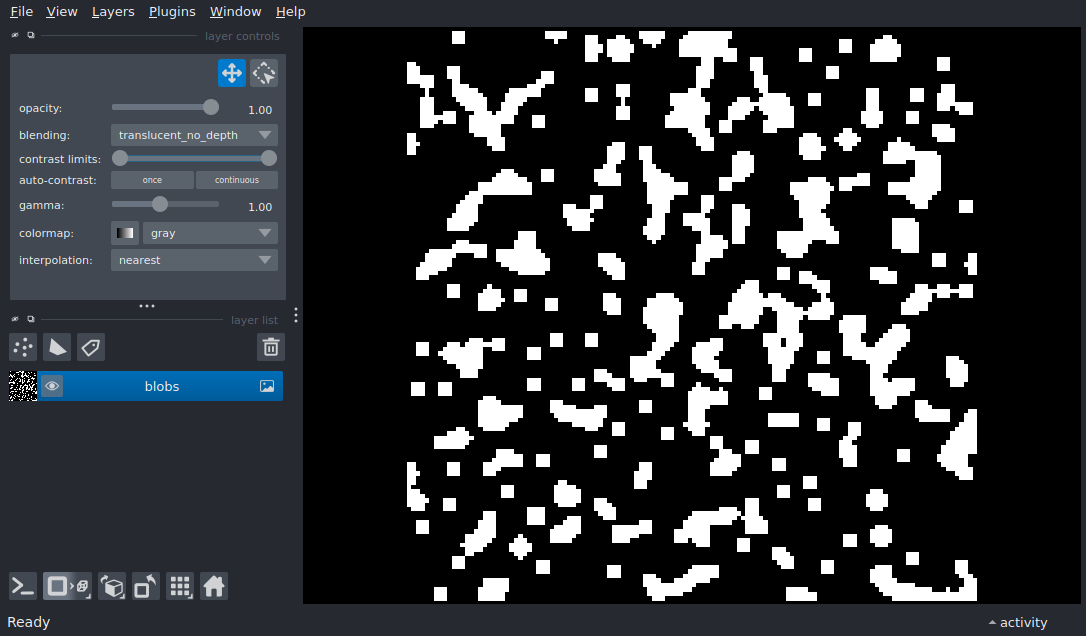 File View Layers Plugins Window Help
layer controls
opacity: 1.00
blending: translucent_no_depth
contrast limits:
auto-contrast: once continuous
gamma: 1.00
colormap: gray
interpolation: nearest
layer list
blobs
Ready activity